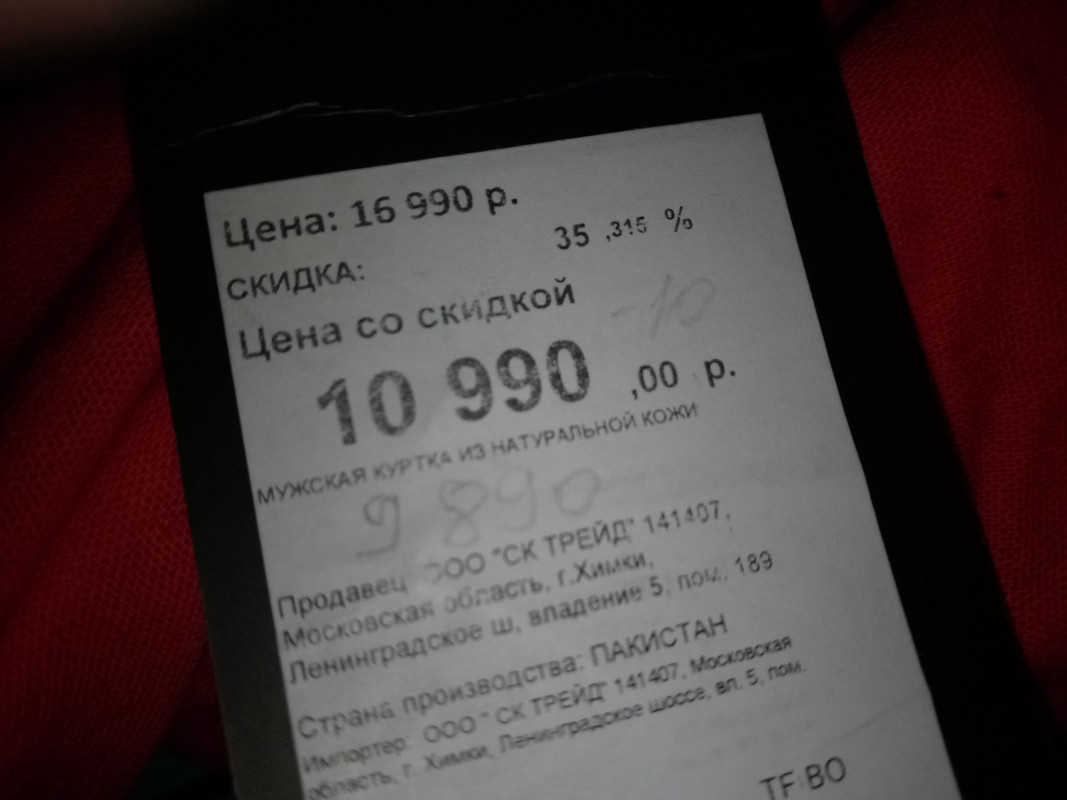 Цена: 16 990 р.
СКИДКА: 35 ,315 %
Цена со скидкой
-10
10 990 ,00 р.
МУЖСКАЯ КУРТКА ИЗ НАТУРАЛЬНОЙ КОЖИ
9 890
Продавец ООО "СК ТРЕЙД" 141407,
Московская область, г.Химки,
Ленинградское ш, владение 5, пом. 189
Страна производства: ПАКИСТАН
Импортер: ООО " СК ТРЕЙД" 141407, Московская
область, г. Химки, Ленинградское шоссе, вл. 5, пом.
TF-BO